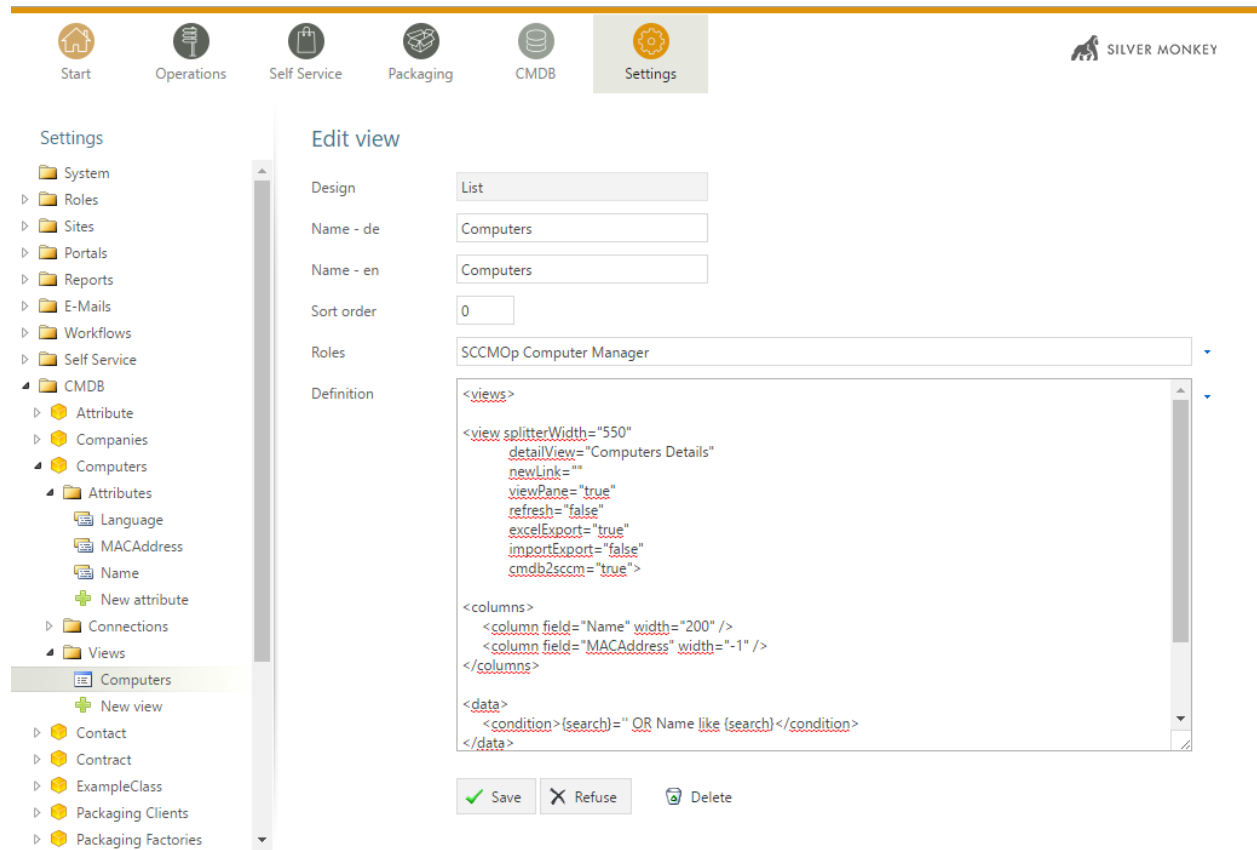 Start
Operations
Self Service
Packaging
CMDB
Settings
SILVER MONKEY
Settings
System
Roles
Sites
Portals
Reports
E-Mails
Workflows
Self Service
CMDB
Attribute
Companies
Computers
Attributes
Language
MACAddress
Name
New attribute
Connections
Views
Computers
New view
Contact
Contract
ExampleClass
Packaging Clients
Packaging Factories
Edit view
Design
List
Name - de
Computers
Name - en
Computers
Sort order
0
Roles
SCCMOp Computer Manager
Definition
<views>
<view splitterWidth="550"
detailView="Computers Details"
newLink=""
viewPane="true"
refresh="false"
excelExport="true"
importExport="false"
cmdb2sccm="true">
<columns>
<column field="Name" width="200" />
<column field="MACAddress" width="-1" />
</columns>
<data>
<condition>{search}='' OR Name like {search}</condition>
</data>
Save
Refuse
Delete